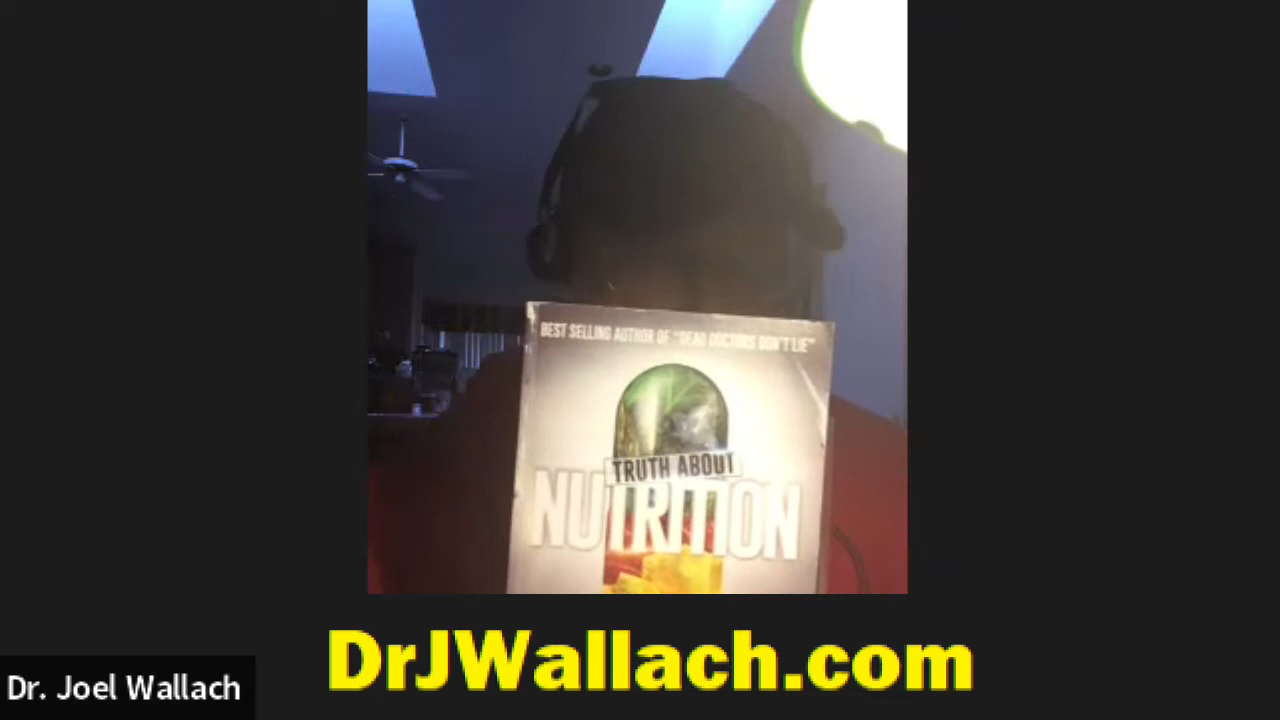 BEST SELLING AUTHOR OF "DEAD DOCTORS DON'T LIE"
TRUTH ABOUT
NUTRITION
DrJWallach.com
Dr. Joel Wallach